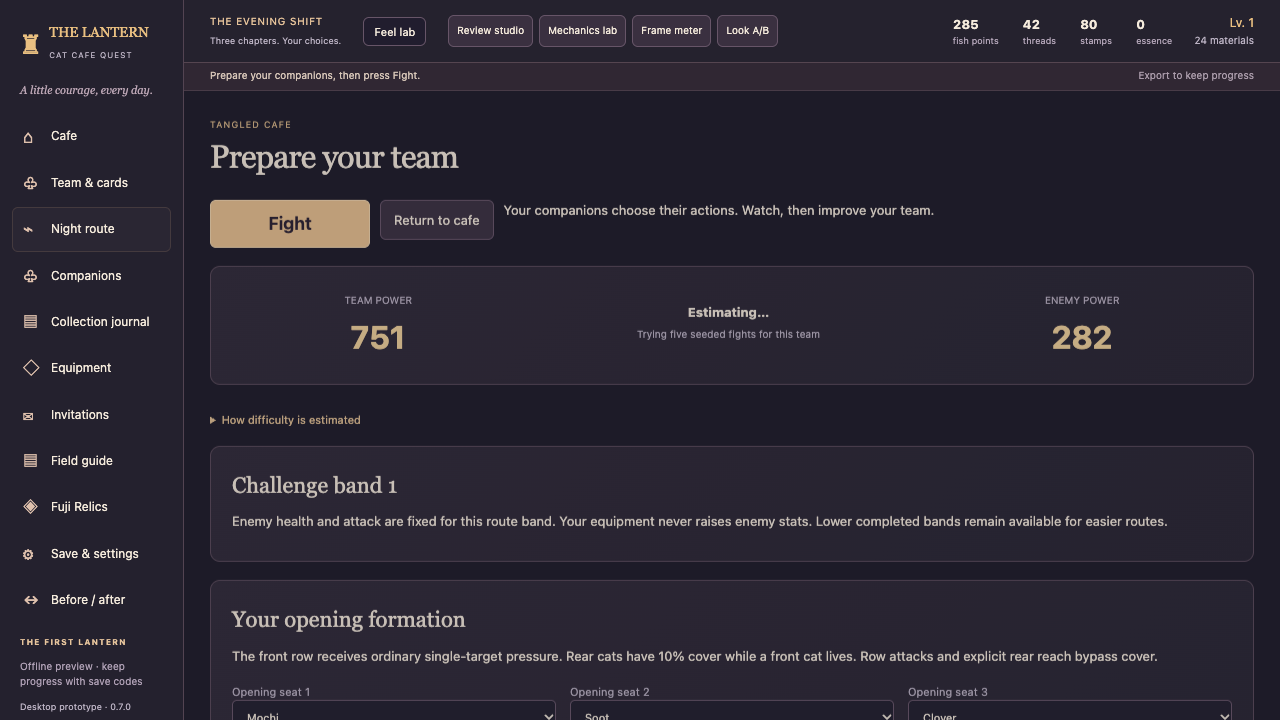 THE LANTERN
CAT CAFE QUEST
A little courage, every day.
Cafe
Team & cards
Night route
Companions
Collection journal
Equipment
Invitations
Field guide
Fuji Relics
Save & settings
Before / after
THE FIRST LANTERN
Offline preview · keep
progress with save codes
Desktop prototype · 0.7.0
THE EVENING SHIFT
Three chapters. Your choices.
Feel lab
Review studio
Mechanics lab
Frame meter
Look A/B
285
fish points
42
threads
80
stamps
0
essence
Lv. 1
24 materials
Prepare your companions, then press Fight.
Export to keep progress
TANGLED CAFE
Prepare your team
Fight
Return to cafe
Your companions choose their actions. Watch, then improve your team.
TEAM POWER
751
Estimating...
Trying five seeded fights for this team
ENEMY POWER
282
How difficulty is estimated
Challenge band 1
Enemy health and attack are fixed for this route band. Your equipment never raises enemy stats. Lower completed bands remain available for easier routes.
Your opening formation
The front row receives ordinary single-target pressure. Rear cats have 10% cover while a front cat lives. Row attacks and explicit rear reach bypass cover.
Opening seat 1
Opening seat 2
Opening seat 3
Mochi
Soot
Clover